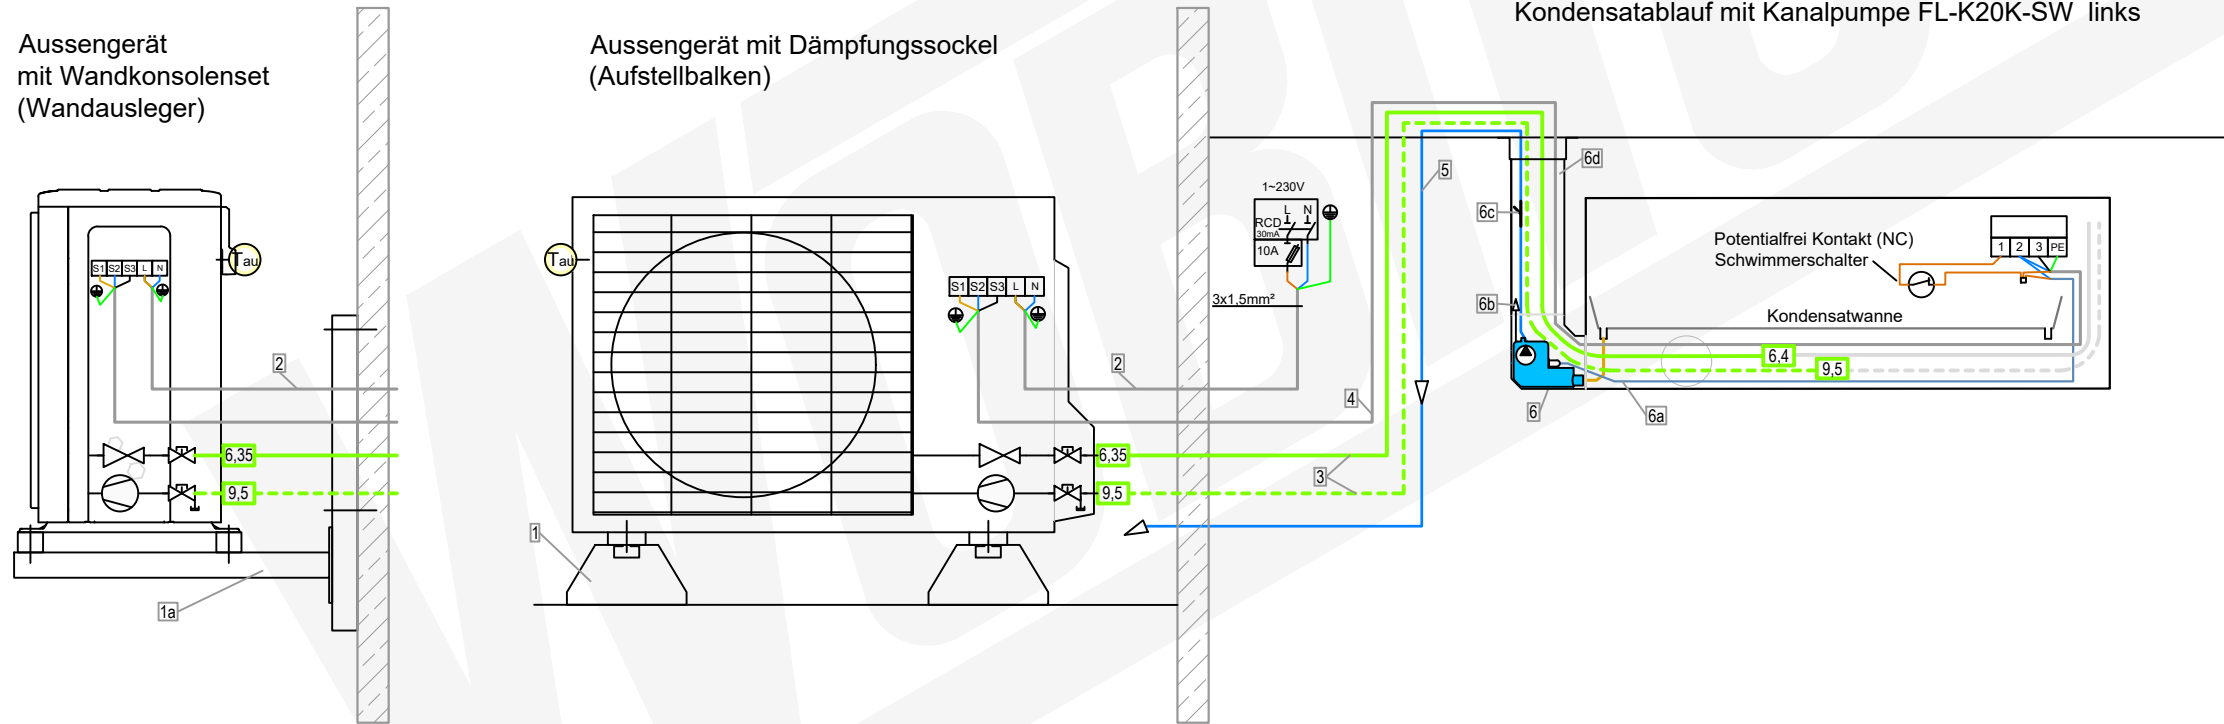 Kondensatablauf mit Kanalpumpe FL-K20K-SW links
Aussengerät
mit Wandkonsolenset
(Wandausleger)
Aussengerät mit Dämpfungssockel
(Aufstellbalken)
S1 S2 S3 L N
Tau
2
6,35
9,5
1a
Tau
S1 S2 S3 L N
2
6,35
9,5
1
1~230V
L N
RCD
30mA
10A
3x1,5mm²
3
4
5
6d
6c
6b
6
6a
Potentialfrei Kontakt (NC)
Schwimmerschalter
1 2 3 PE
Kondensatwanne
6,4
9,5
WOBHB